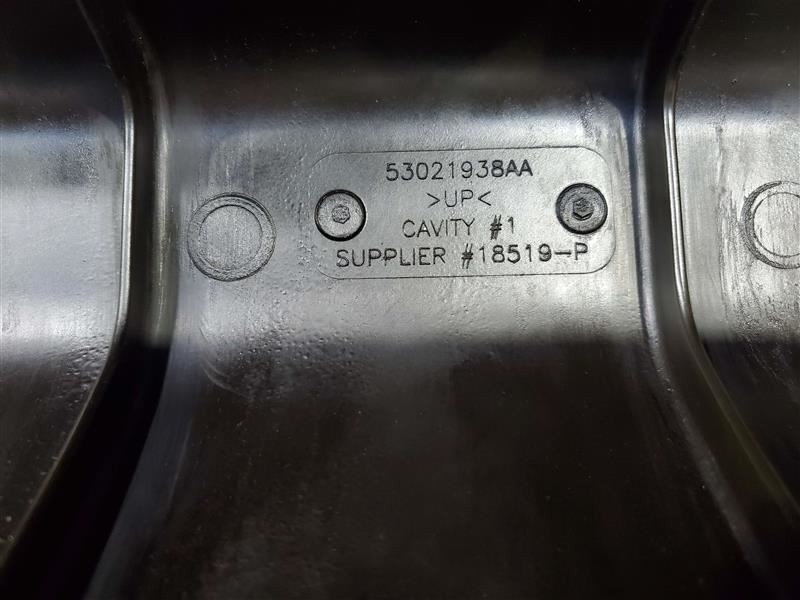 53021938AA
>UP<
CAVITY #1
SUPPLIER #18519-P